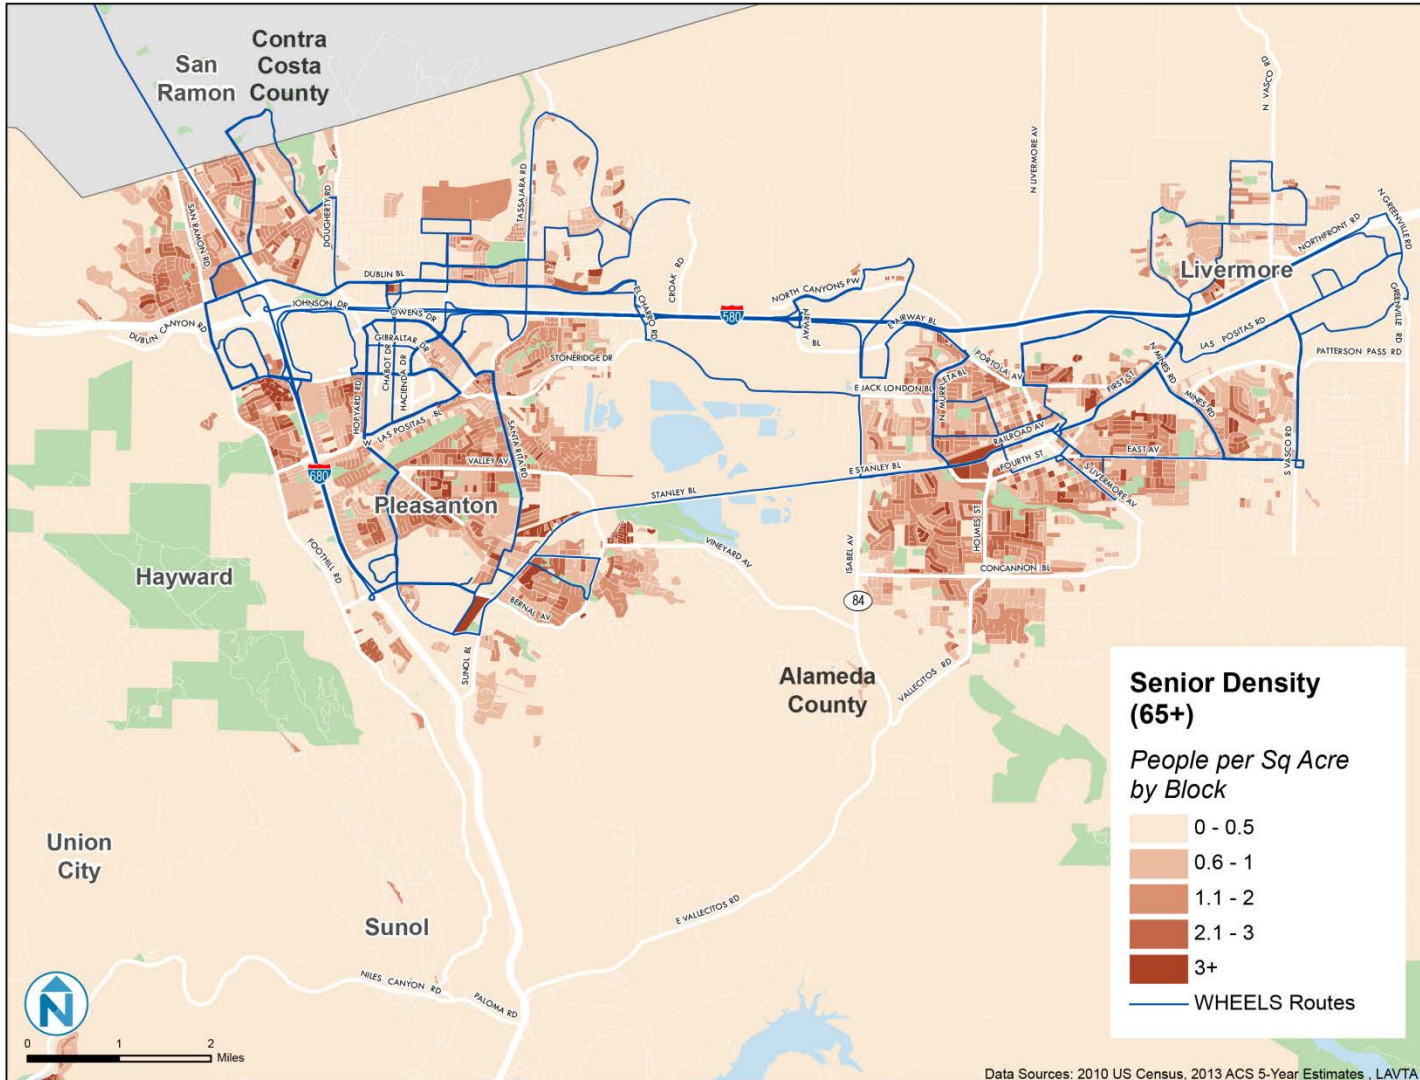 Contra
Costa
County
San
Ramon
N VASCO RD
N LIVERMORE AV
DOUGHERTY RD
TASSAJARA RD
SAN RAMON RD
N GREENVILLE RD
NORTHFRONT RD
Livermore
CROAK RD
DUBLIN BL
EL CHARRO RD
NORTH CANYONS PW
JOHNSON DR
OWENS DR
580
AIRWAY
BL
E AIRWAY BL
GREENVILLE RD
LAS POSITAS RD
DUBLIN CANYON RD
GIBRALTAR DR
CHABOT DR
HACIENDA DR
STONERIDGE DR
PORTOLA AV
N MINES RD
PATTERSON PASS RD
E JACK LONDON BL
FIRST ST
MINES RD
HOPYARD RD
W LAS POSITAS BL
SANTA RITA RD
RAILROAD AV
EAST AV
S VASCO RD
VALLEY AV
FOURTH ST
E STANLEY BL
680
STANLEY BL
S LIVERMORE AV
Pleasanton
HOLMES ST
VINEYARD AV
ISABEL AV
FOOTHILL RD
CONCANNON BL
Hayward
BERNAL AV
84
SUNOL BL
VALLECITOS RD
Alameda
County
Union
City
Sunol
E VALLECITOS RD
NILES CANYON RD
PALOMA RD
Senior Density
(65+)
People per Sq Acre
by Block
0 - 0.5
0.6 - 1
1.1 - 2
2.1 - 3
3+
WHEELS Routes
N
0 1 2
Miles
Data Sources: 2010 US Census, 2013 ACS 5-Year Estimates , LAVTA